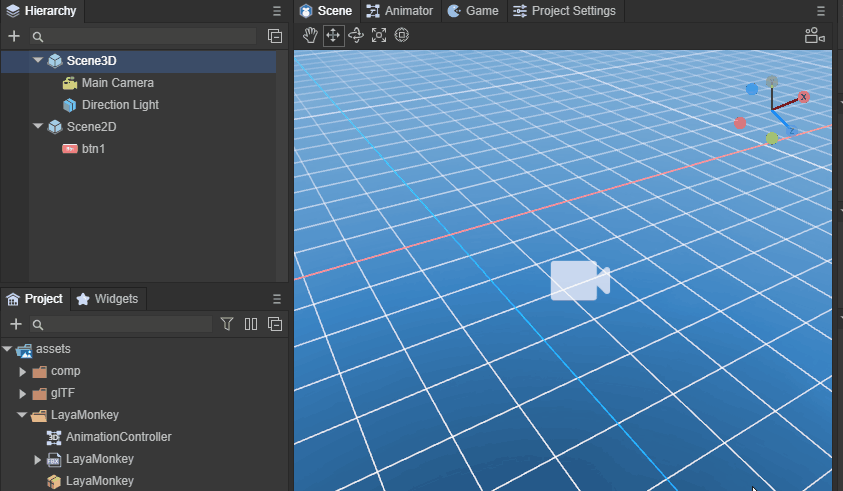 Hierarchy
Scene3D
Main Camera
Direction Light
Scene2D
btn1
Project Widgets
assets
comp
glTF
LayaMonkey
AnimationController
LayaMonkey
LayaMonkey
Scene Animator Game Project Settings
X
Z